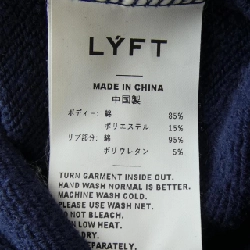 LÝFT
MADE IN CHINA
中国製
ボディー: 綿 85%
ポリエステル 15%
リブ部分: 綿 95%
ポリウレタン 5%
TURN GARMENT INSIDE OUT.
HAND WASH NORMAL IS BETTER.
MACHINE WASH COLD.
PLEASE USE WASH NET.
DO NOT BLEACH.
LOW HEAT.
DRY.
SEPARATELY.